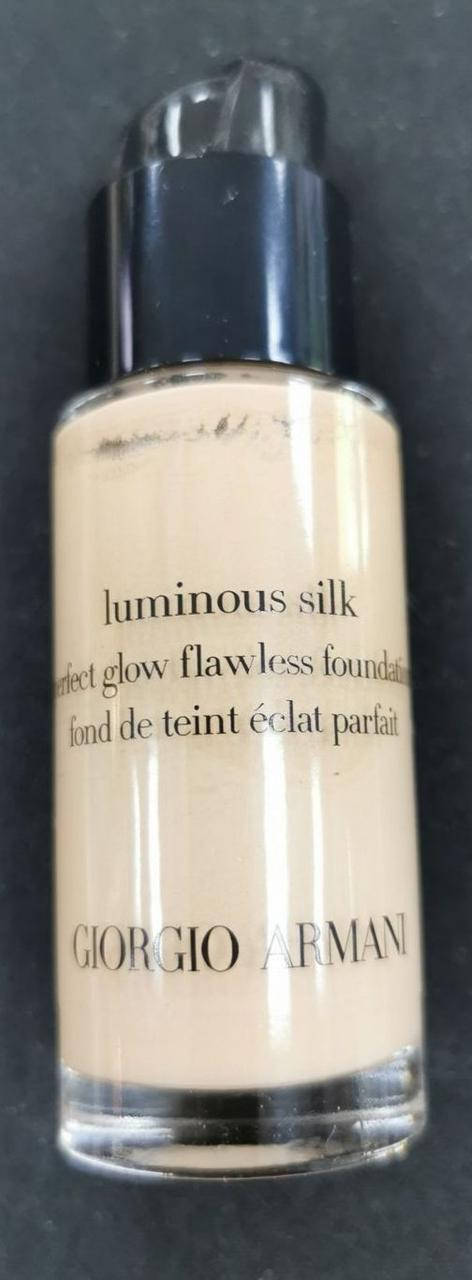 luminous silk
glow flawless
fond de teint éclat parfait
GIORGIO ARMANI